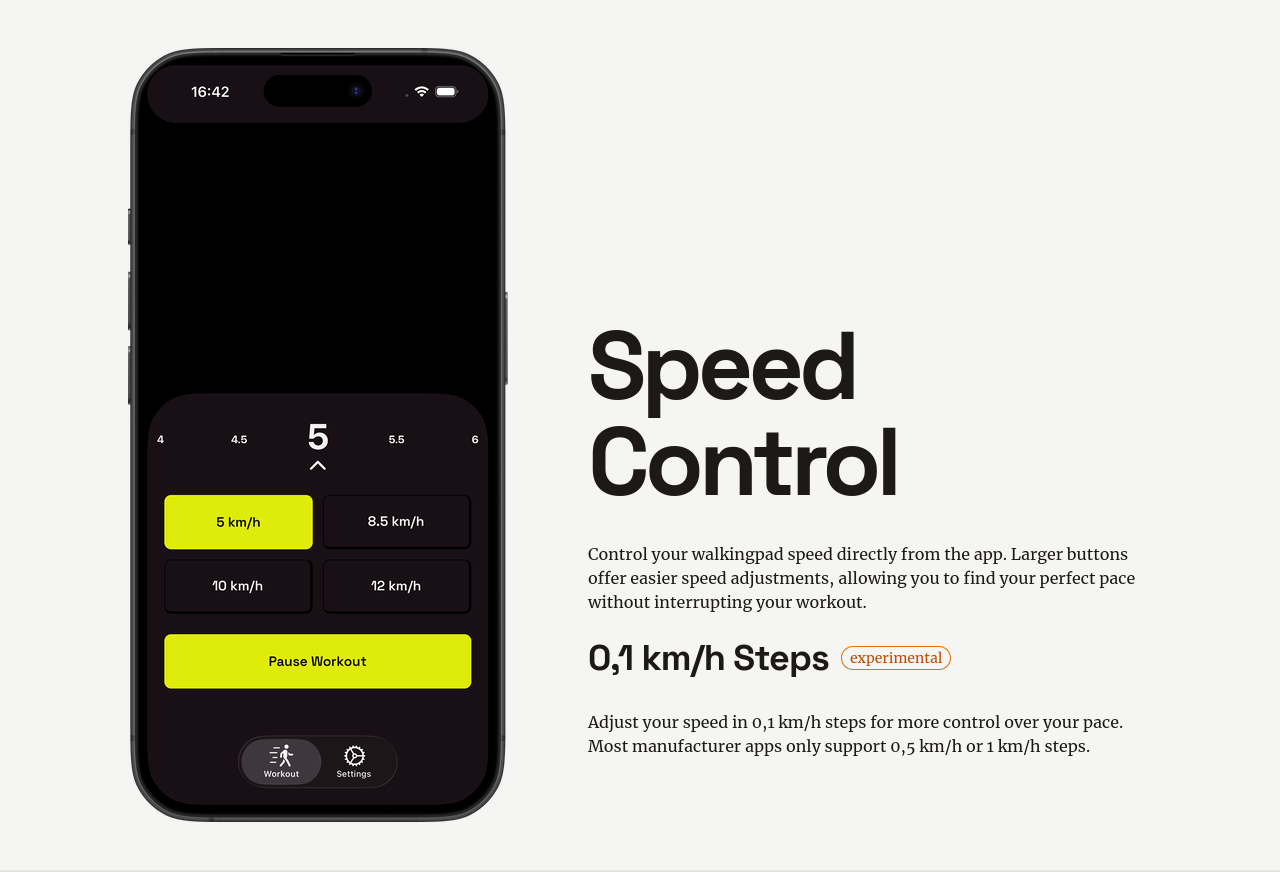 16:42
4 4.5 5 5.5 6
5 km/h 8.5 km/h
10 km/h 12 km/h
Pause Workout
Workout Settings
Speed
Control
Control your walkingpad speed directly from the app. Larger buttons
offer easier speed adjustments, allowing you to find your perfect pace
without interrupting your workout.
0,1 km/h Steps experimental
Adjust your speed in 0,1 km/h steps for more control over your pace.
Most manufacturer apps only support 0,5 km/h or 1 km/h steps.